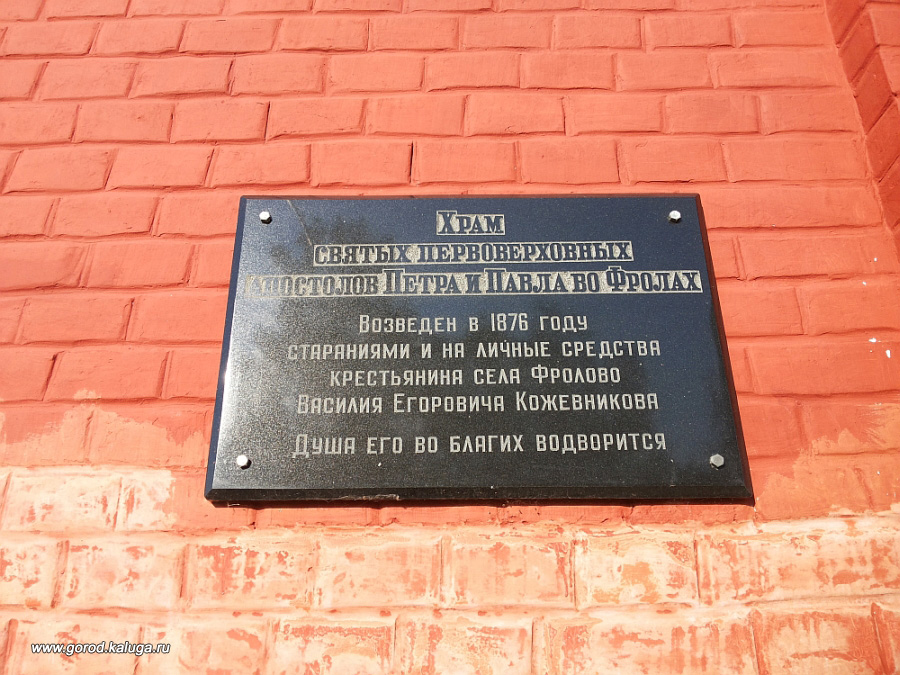 Храм
святых первоверховных
апостолов Петра и Павла во Фролах
Возведен в 1876 году
стараниями и на личные средства
крестьянина села Фролово
Василия Егоровича Кожевникова
Душа его во благих водворится
www.gorod.kaluga.ru